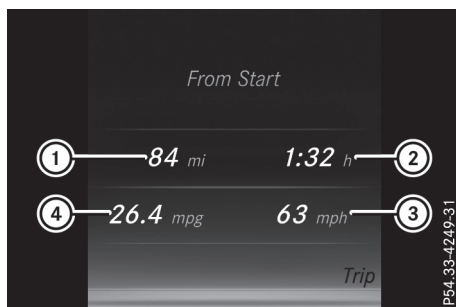 From Start
1 84 mi 1:32 h 2
4 26.4 mpg 63 mph 3
Trip
P54.33-4249-31